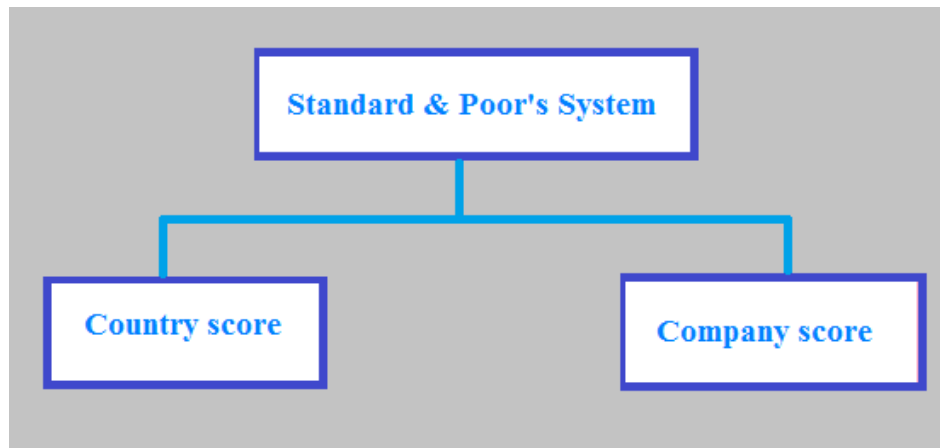 Standard & Poor's System
Country score
Company score